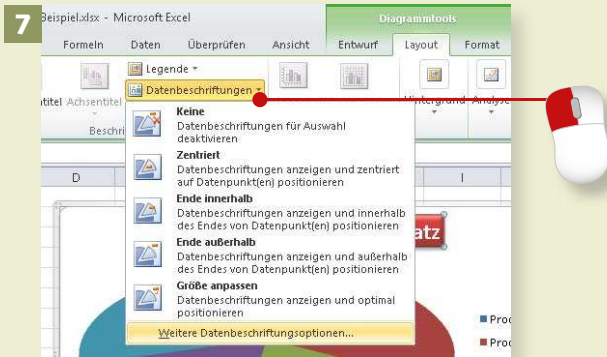 7
Beispiel.xlsx - Microsoft Excel
Diagrammtools
Formeln Daten Überprüfen Ansicht Entwurf Layout Format
Legende
titel Achsentitel Datenbeschriftungen
Hintergrund Analyse
Beschri
Keine
Datenbeschriftungen für Auswahl
deaktivieren
Zentriert
Datenbeschriftungen anzeigen und zentriert
auf Datenpunkt(en) positionieren
D I
Ende innerhalb
Datenbeschriftungen anzeigen und innerhalb
des Endes von Datenpunkt(en) positionieren
atz
Ende außerhalb
Datenbeschriftungen anzeigen und außerhalb
des Endes von Datenpunkt(en) positionieren
Größe anpassen
Datenbeschriftungen anzeigen und optimal
positionieren
Proc
Weitere Datenbeschriftungsoptionen...
Proc